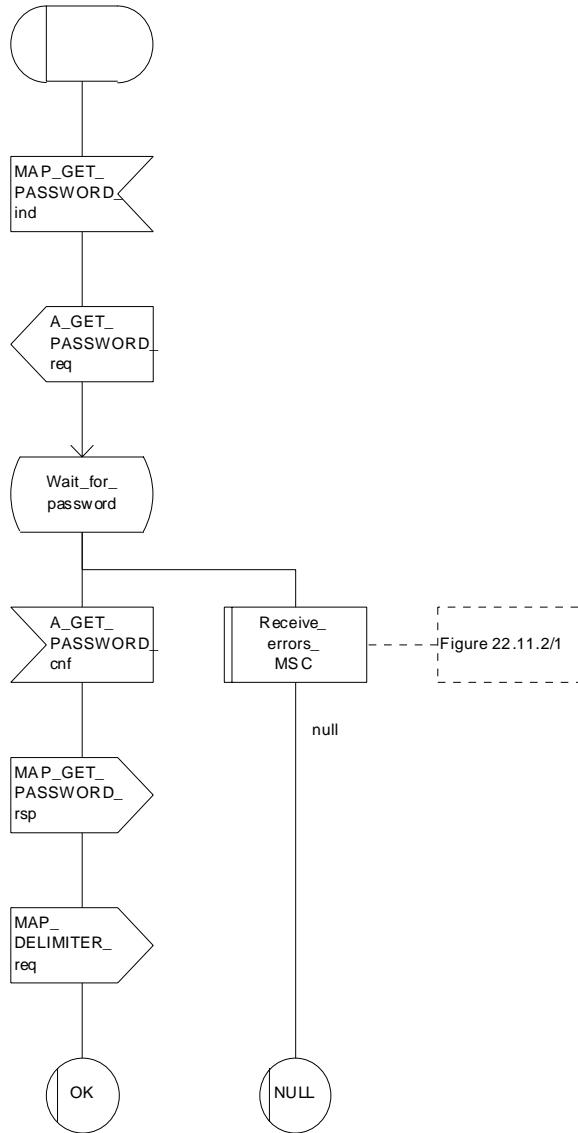 MAP_GET_
PASSWORD_
ind
A_GET_
PASSWORD_
req
Wait_for_
password
A_GET_
PASSWORD_
cnf
Receive_
errors_
MSC
Figure 22.11.2/1
null
MAP_GET_
PASSWORD_
rsp
MAP_
DELIMITER_
req
OK
NULL